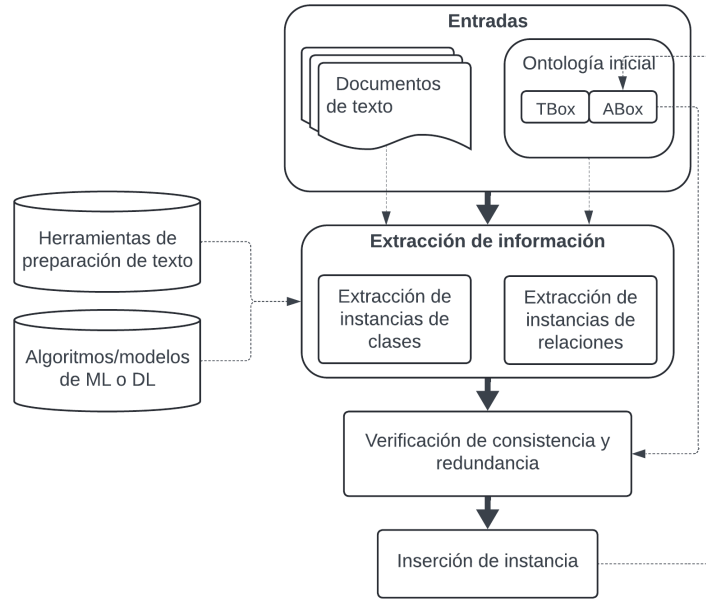 Entradas
Documentos
de texto
Ontología inicial
TBox
ABox
Herramientas de
preparación de texto
Algoritmos/modelos
de ML o DL
Extracción de información
Extracción de
instancias de
clases
Extracción de
instancias de
relaciones
Verificación de consistencia y
redundancia
Inserción de instancia